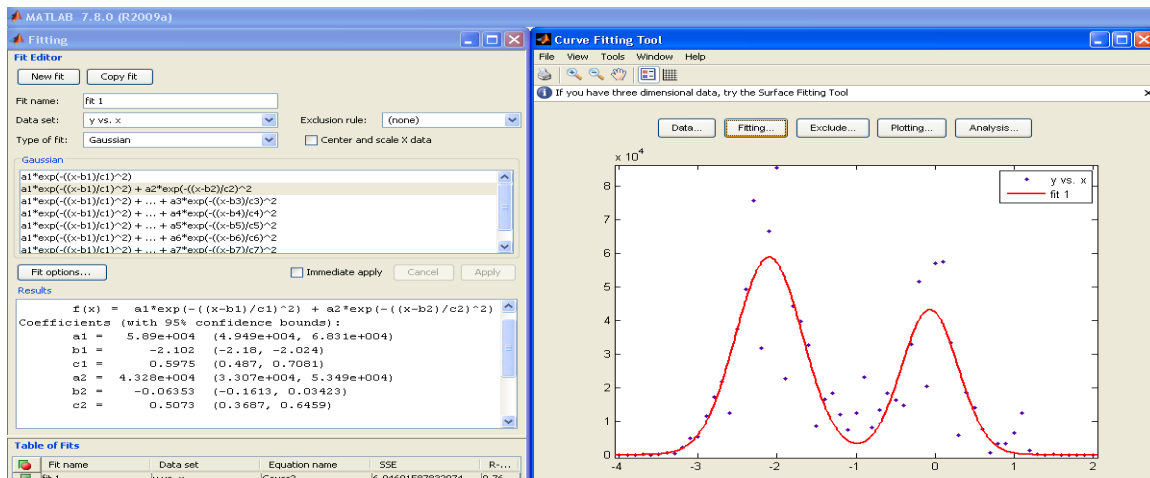 MATLAB 7.8.0 (R2009a)
Fitting
Fit Editor
New fit
Copy fit
Fit name:
fit 1
Data set:
y vs. x
Exclusion rule:
(none)
Type of fit:
Gaussian
Center and scale X data
Gaussian
a1*exp(-((x-b1)/c1)^2)
a1*exp(-((x-b1)/c1)^2) + a2*exp(-((x-b2)/c2)^2
a1*exp(-((x-b1)/c1)^2) + ... + a3*exp(-((x-b3)/c3)^2
a1*exp(-((x-b1)/c1)^2) + ... + a4*exp(-((x-b4)/c4)^2
a1*exp(-((x-b1)/c1)^2) + ... + a5*exp(-((x-b5)/c5)^2
a1*exp(-((x-b1)/c1)^2) + ... + a6*exp(-((x-b6)/c6)^2
a1*exp(-((x-b1)/c1)^2) + ... + a7*exp(-((x-b7)/c7)^2
Fit options...
Immediate apply
Cancel
Apply
Results
f(x) = a1*exp(-((x-b1)/c1)^2) + a2*exp(-((x-b2)/c2)^2)
Coefficients (with 95% confidence bounds):
a1 = 5.89e+004 (4.949e+004, 6.831e+004)
b1 = -2.102 (-2.18, -2.024)
c1 = 0.5975 (0.487, 0.7081)
a2 = 4.328e+004 (3.307e+004, 5.349e+004)
b2 = -0.06353 (-0.1613, 0.03423)
c2 = 0.5073 (0.3687, 0.6459)
Table of Fits
Fit name
Data set
Equation name
SSE
R-...
Curve Fitting Tool
File View Tools Window Help
If you have three dimensional data, try the Surface Fitting Tool
Data...
Fitting...
Exclude...
Plotting...
Analysis...
x 10^4
y vs. x
fit 1
8
7
6
5
4
3
2
1
0
-4 -3 -2 -1 0 1 2